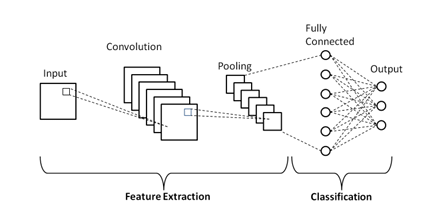 Fully
Connected
Convolution
Pooling
Output
Input
Feature Extraction
Classification